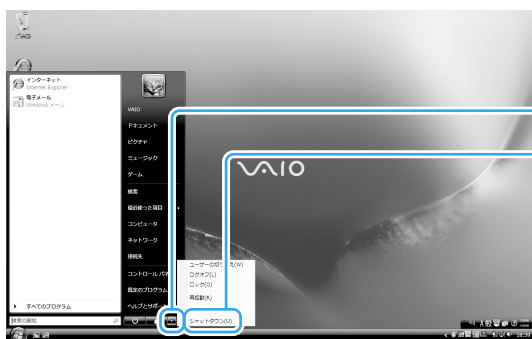 ごみ箱
インターネット
Internet Explorer
電子メール
Windows メール
VAIO
ドキュメント
ピクチャ
ミュージック
ゲーム
検索
最近使った項目
コンピュータ
ネットワーク
接続先
コントロール パネ
既定のプログラム
ヘルプとサポート
すべてのプログラム
検索の開始
ユーザーの切り え(W)
ログオフ(L)
ロック(O)
再起動(R)
シャットダウン(U)
VAIO
A 般